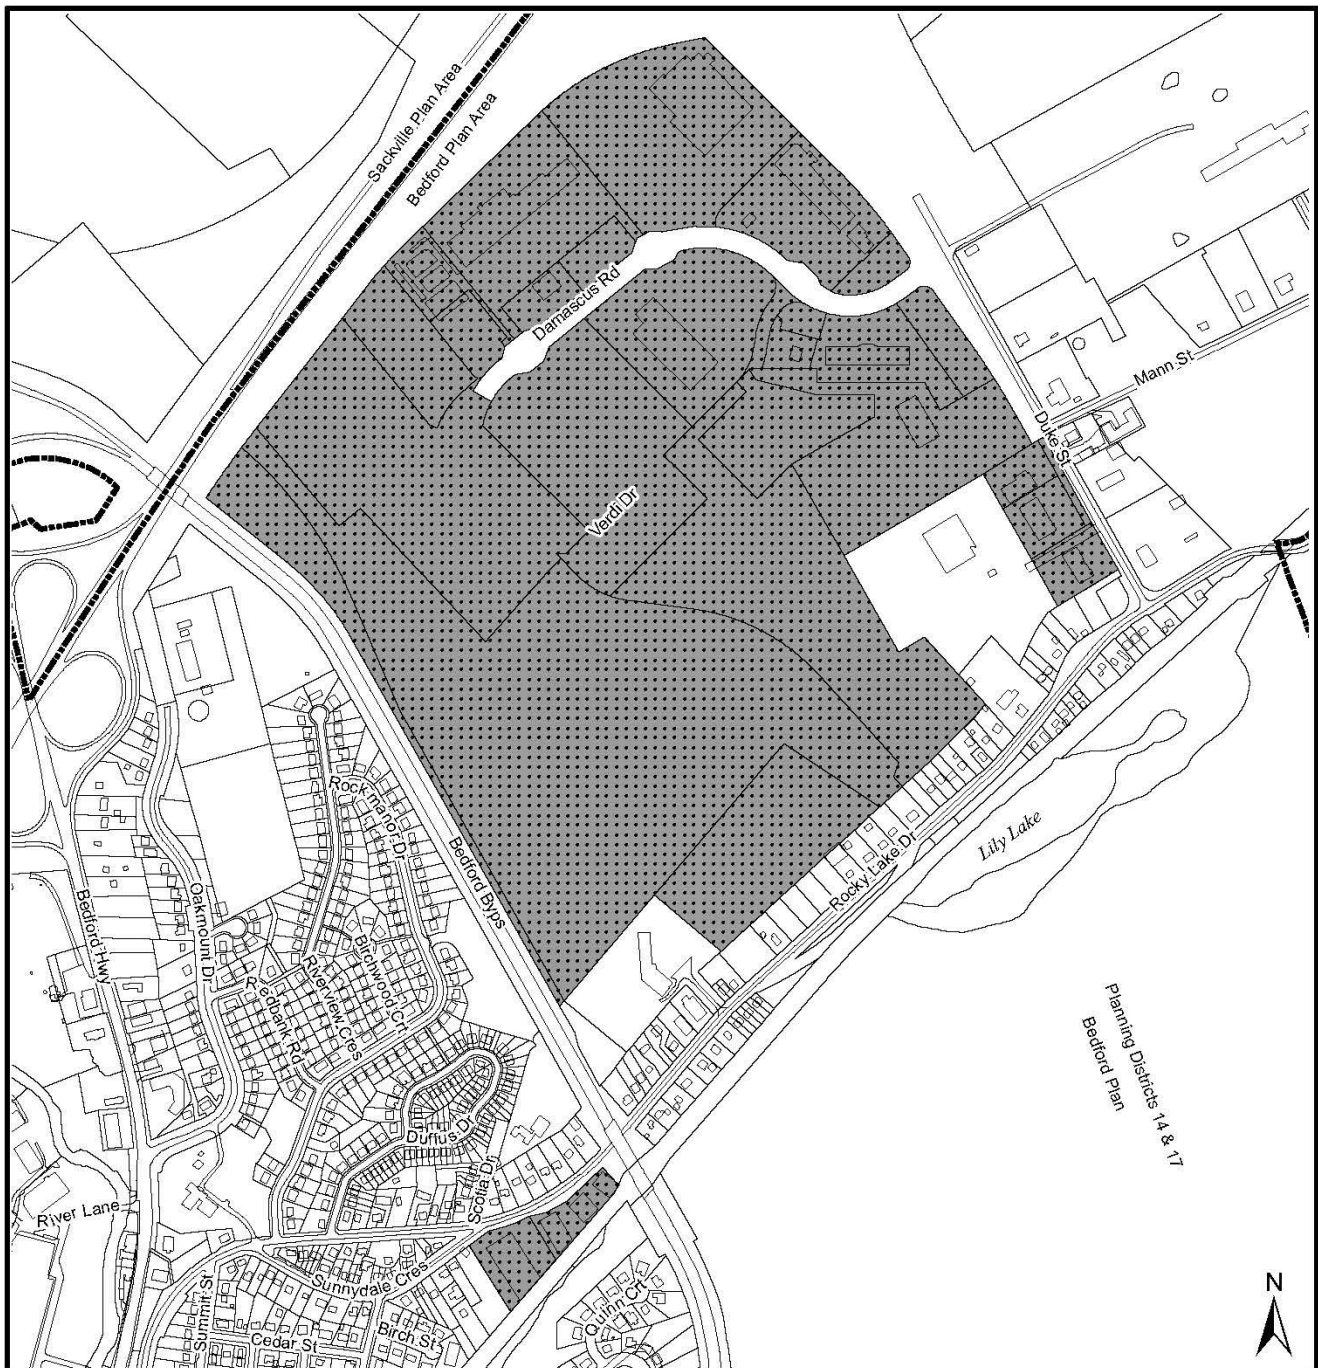 Sackville Plan Area
Bedford Plan Area
Damascus Rd
Mann St
Duke St
Verdi Dr
Rockmanor Dr
Bedford Byps
Lily Lake
Rocky Lake Dr
Oakmount Dr
Bedford Hwy
Birchwood Crt
Riverview Cres
Redbank Rd
Planning Districts 14 & 17
Bedford Plan
Duffus Dr
Scotia Dr
River Lane
Sunnydale Cres
Summit St
Quinn Crt
Birch St
Cedar St
N